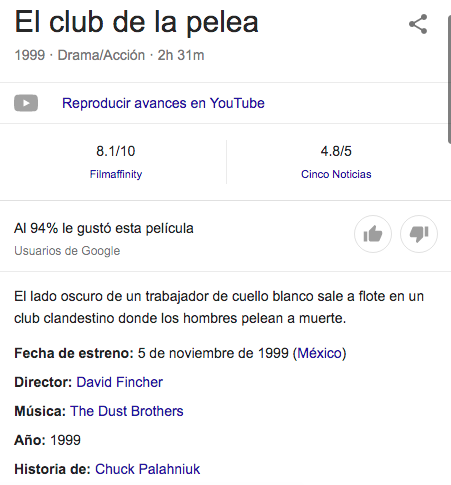 El club de la pelea
1999 · Drama/Acción · 2h 31m
Reproducir avances en YouTube
8.1/10
4.8/5
Filmaffinity
Cinco Noticias
Al 94% le gustó esta película
Usuarios de Google
El lado oscuro de un trabajador de cuello blanco sale a flote en un
club clandestino donde los hombres pelean a muerte.
Fecha de estreno: 5 de noviembre de 1999 (México)
Director: David Fincher
Música: The Dust Brothers
Año: 1999
Historia de: Chuck Palahniuk